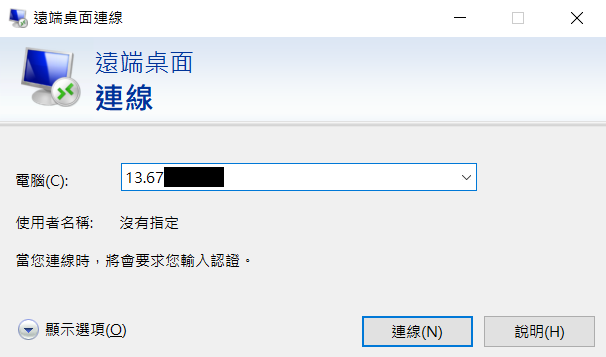 遠端桌面連線
遠端桌面
連線
電腦(C):
13.67
使用者名稱: 沒有指定
當您連線時，將會要求您輸入認證。
顯示選項(O)
連線(N)
說明(H)